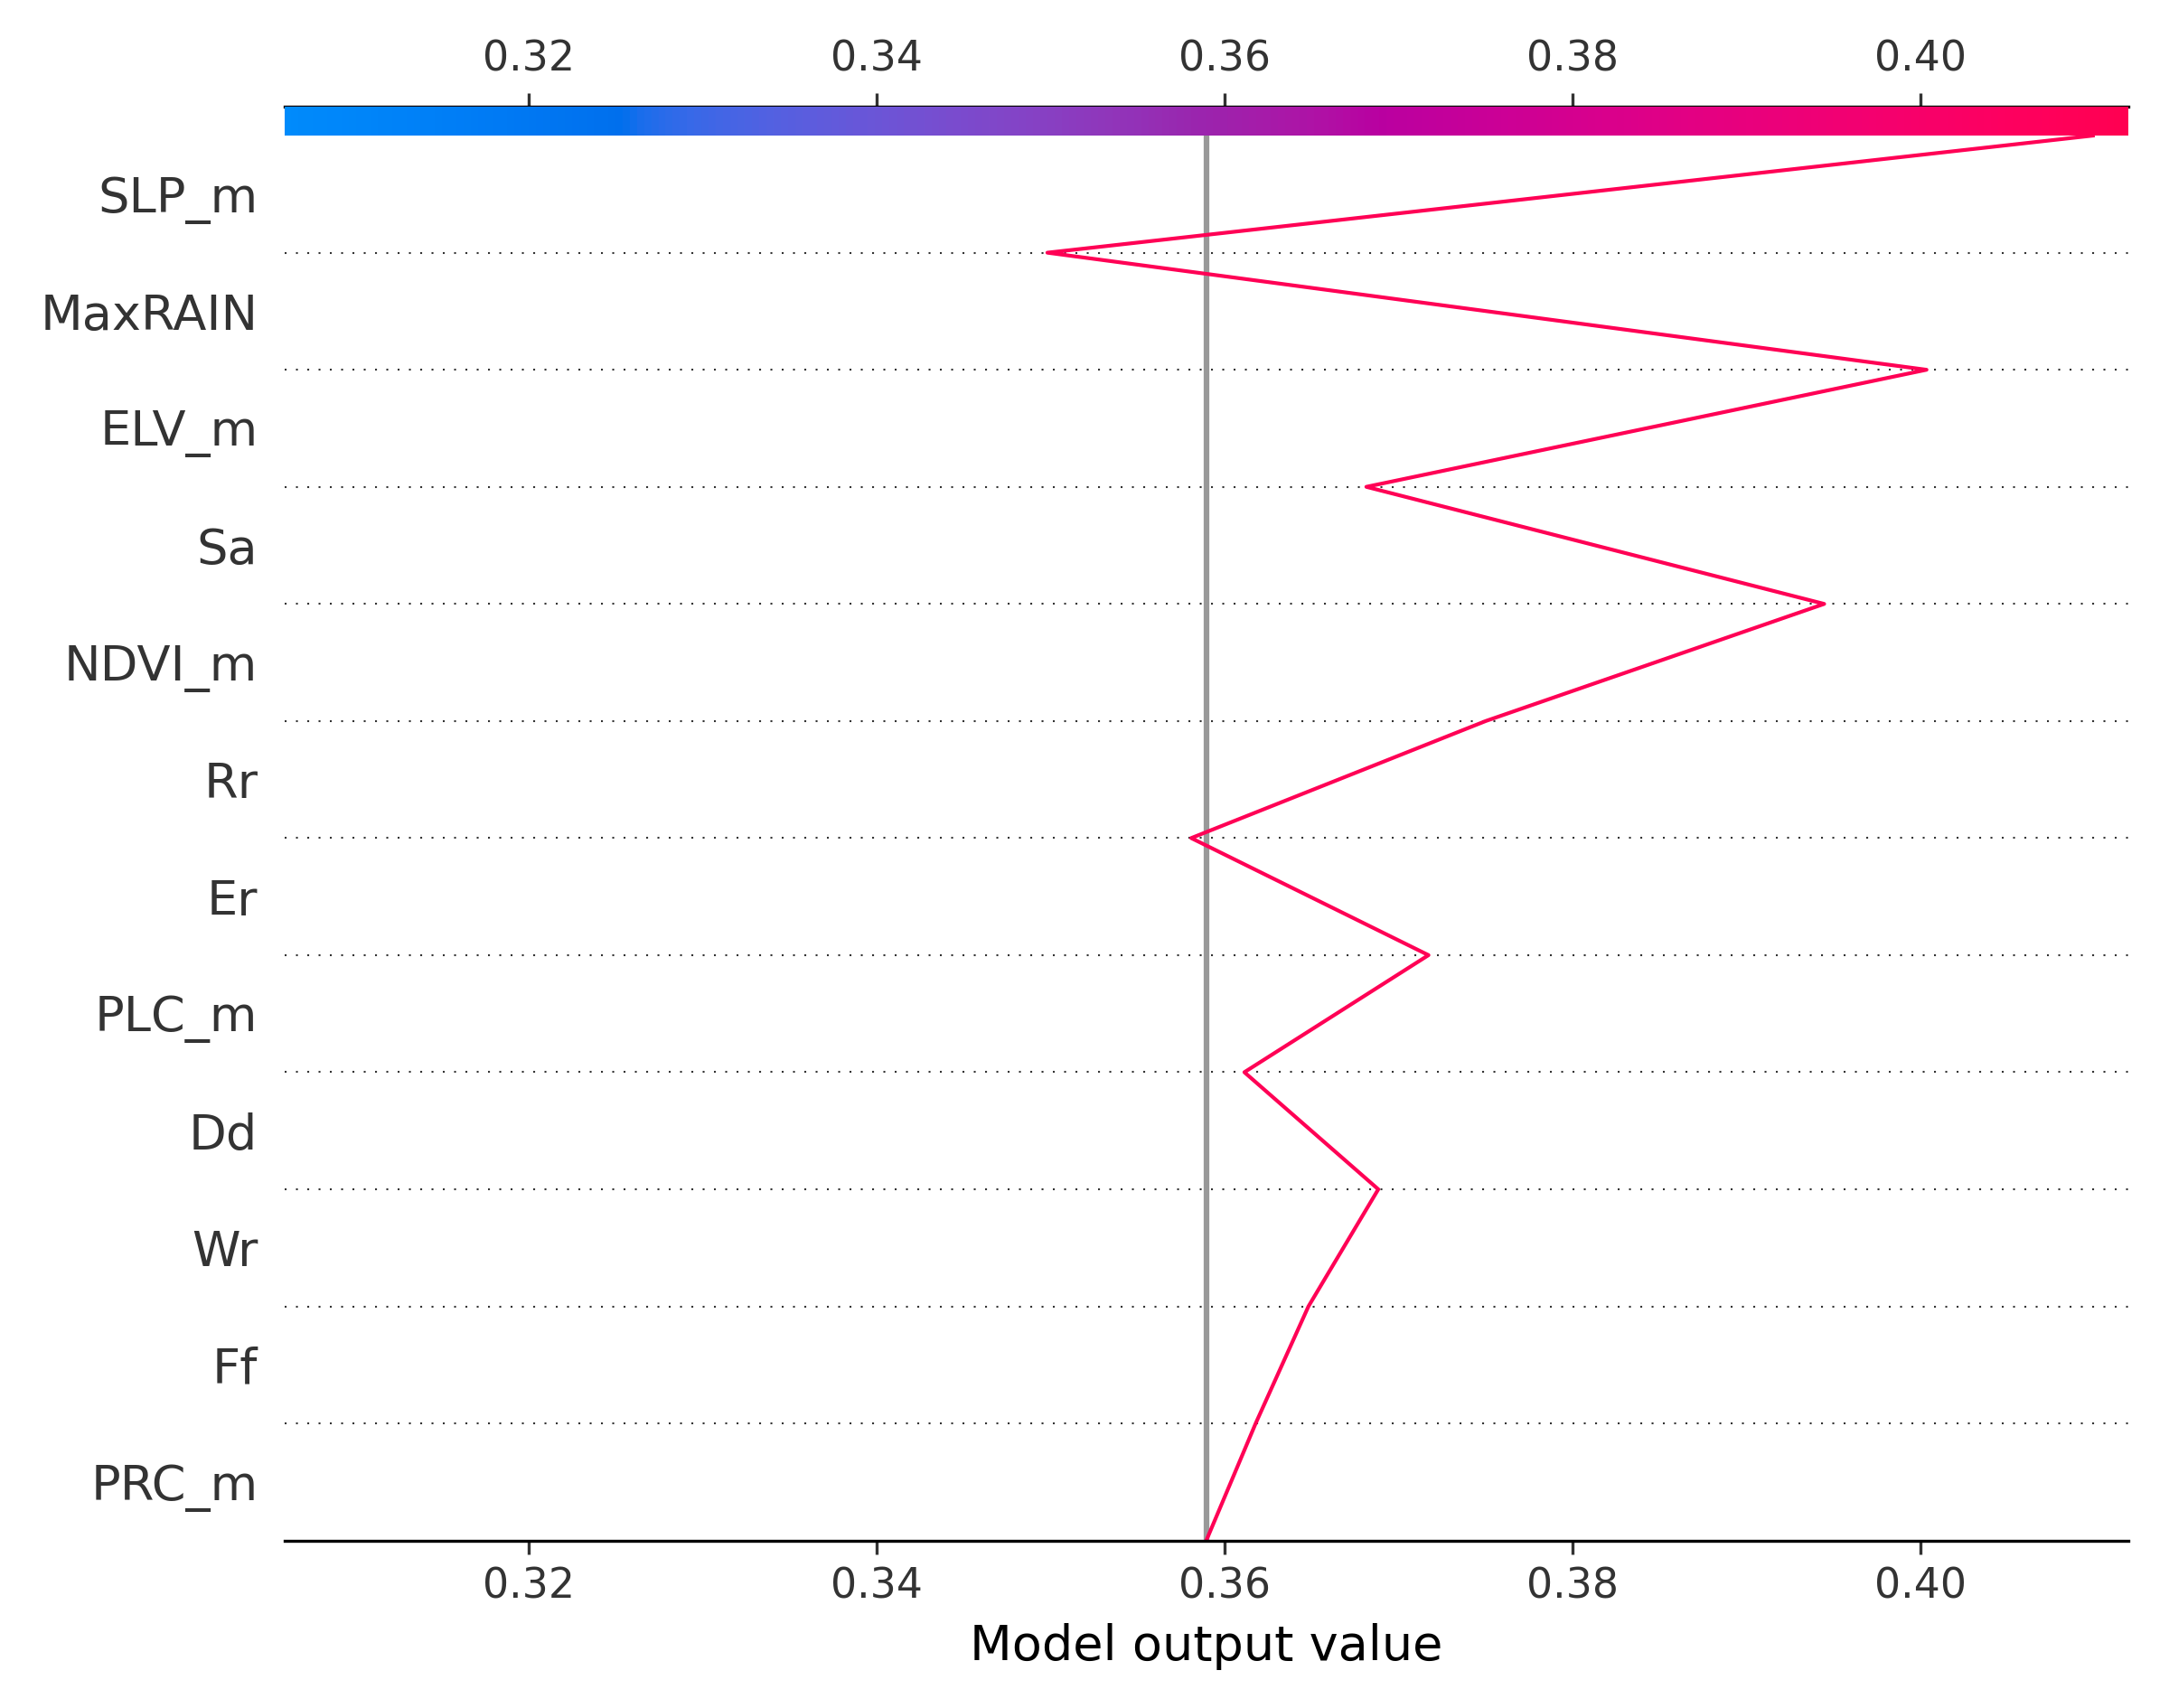 0.32 0.34 0.36 0.38 0.40
SLP_m
MaxRAIN
ELV_m
Sa
NDVI_m
Rr
Er
PLC_m
Dd
Wr
Ff
PRC_m
0.32 0.34 0.36 0.38 0.40
Model output value